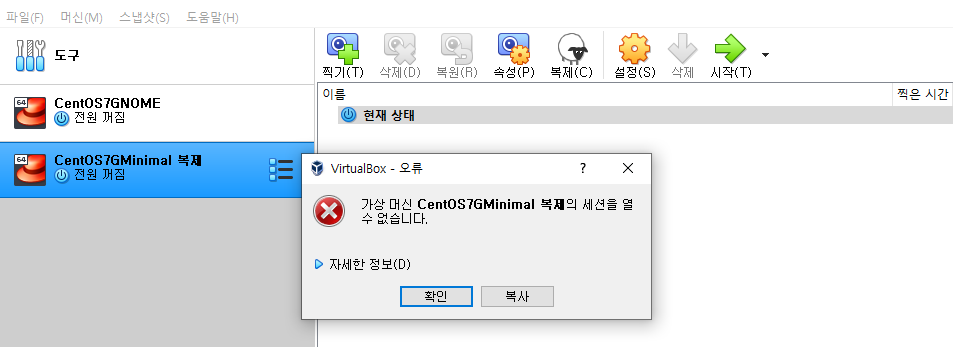 파일(F) 머신(M) 스냅샷(S) 도움말(H)
도구
찍기(T) 삭제(D) 복원(R) 속성(P) 복제(C) 설정(S) 삭제 시작(T)
이름 찍은 시간
현재 상태
64 CentOS7GNOME
전원 꺼짐
64 CentOS7GMinimal 복제
전원 꺼짐
VirtualBox - 오류 ?
가상 머신 CentOS7GMinimal 복제의 세션을 열
수 없습니다.
자세한 정보(D)
확인 복사